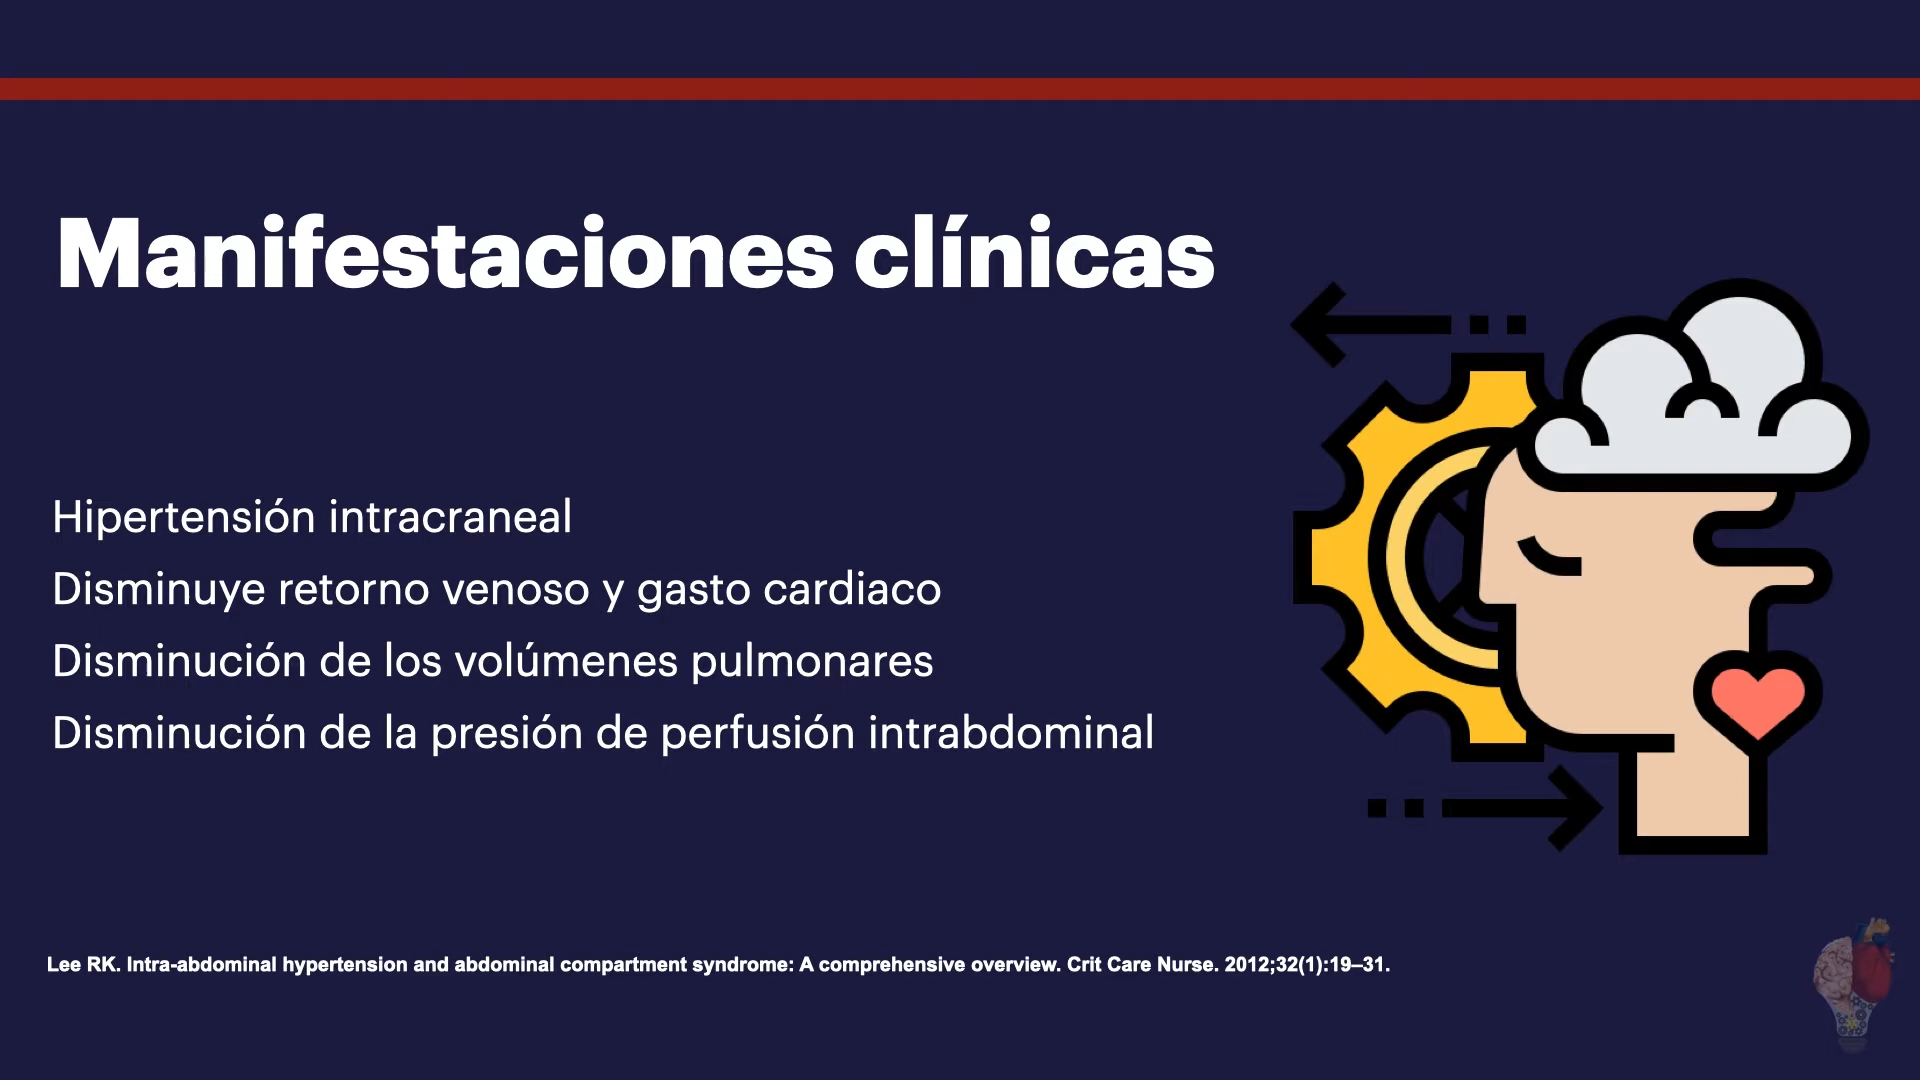 Manifestaciones clínicas
Hipertensión intracraneal
Disminuye retorno venoso y gasto cardiaco
Disminución de los volúmenes pulmonares
Disminución de la presión de perfusión intrabdominal
Lee RK. Intra-abdominal hypertension and abdominal compartment syndrome: A comprehensive overview. Crit Care Nurse. 2012;32(1):19–31.